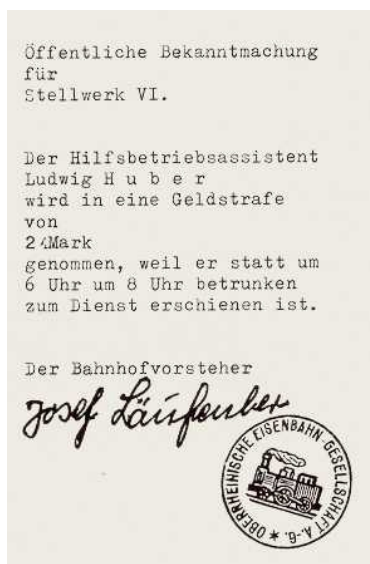 Öffentliche Bekanntmachung
für
Stellwerk VI.
Der Hilfsbetriebsassistent
Ludwig H u b e r
wird in eine Geldstrafe
von
2 Mark
genommen, weil er statt um
6 Uhr um 8 Uhr betrunken
zum Dienst erschienen ist.
Der Bahnhofvorsteher
Josef
OBERRHEINISCHE EISENBAHN-GESELLSCHAFT A.-G.